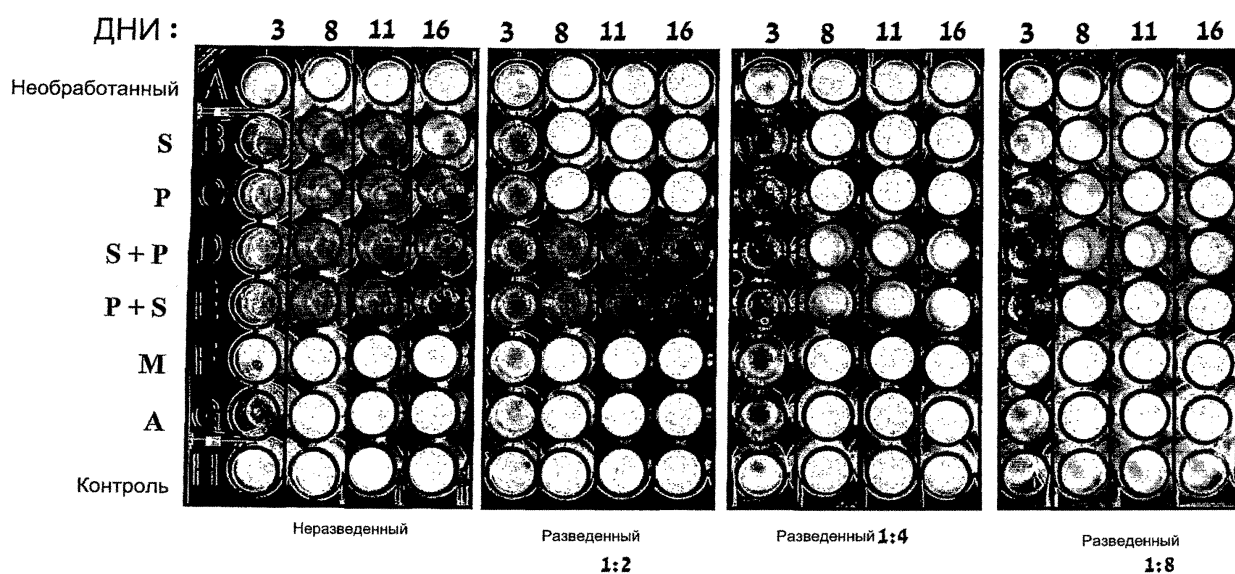 ДНИ : 3 8 11 16 3 8 11 16 3 8 11 16 3 8 11 16
Необработанный A
S B
P C
S + P D
P + S
M
A G
Контроль H
Неразведенный Разведенный 1:2 Разведенный 1:4 Разведенный 1:8